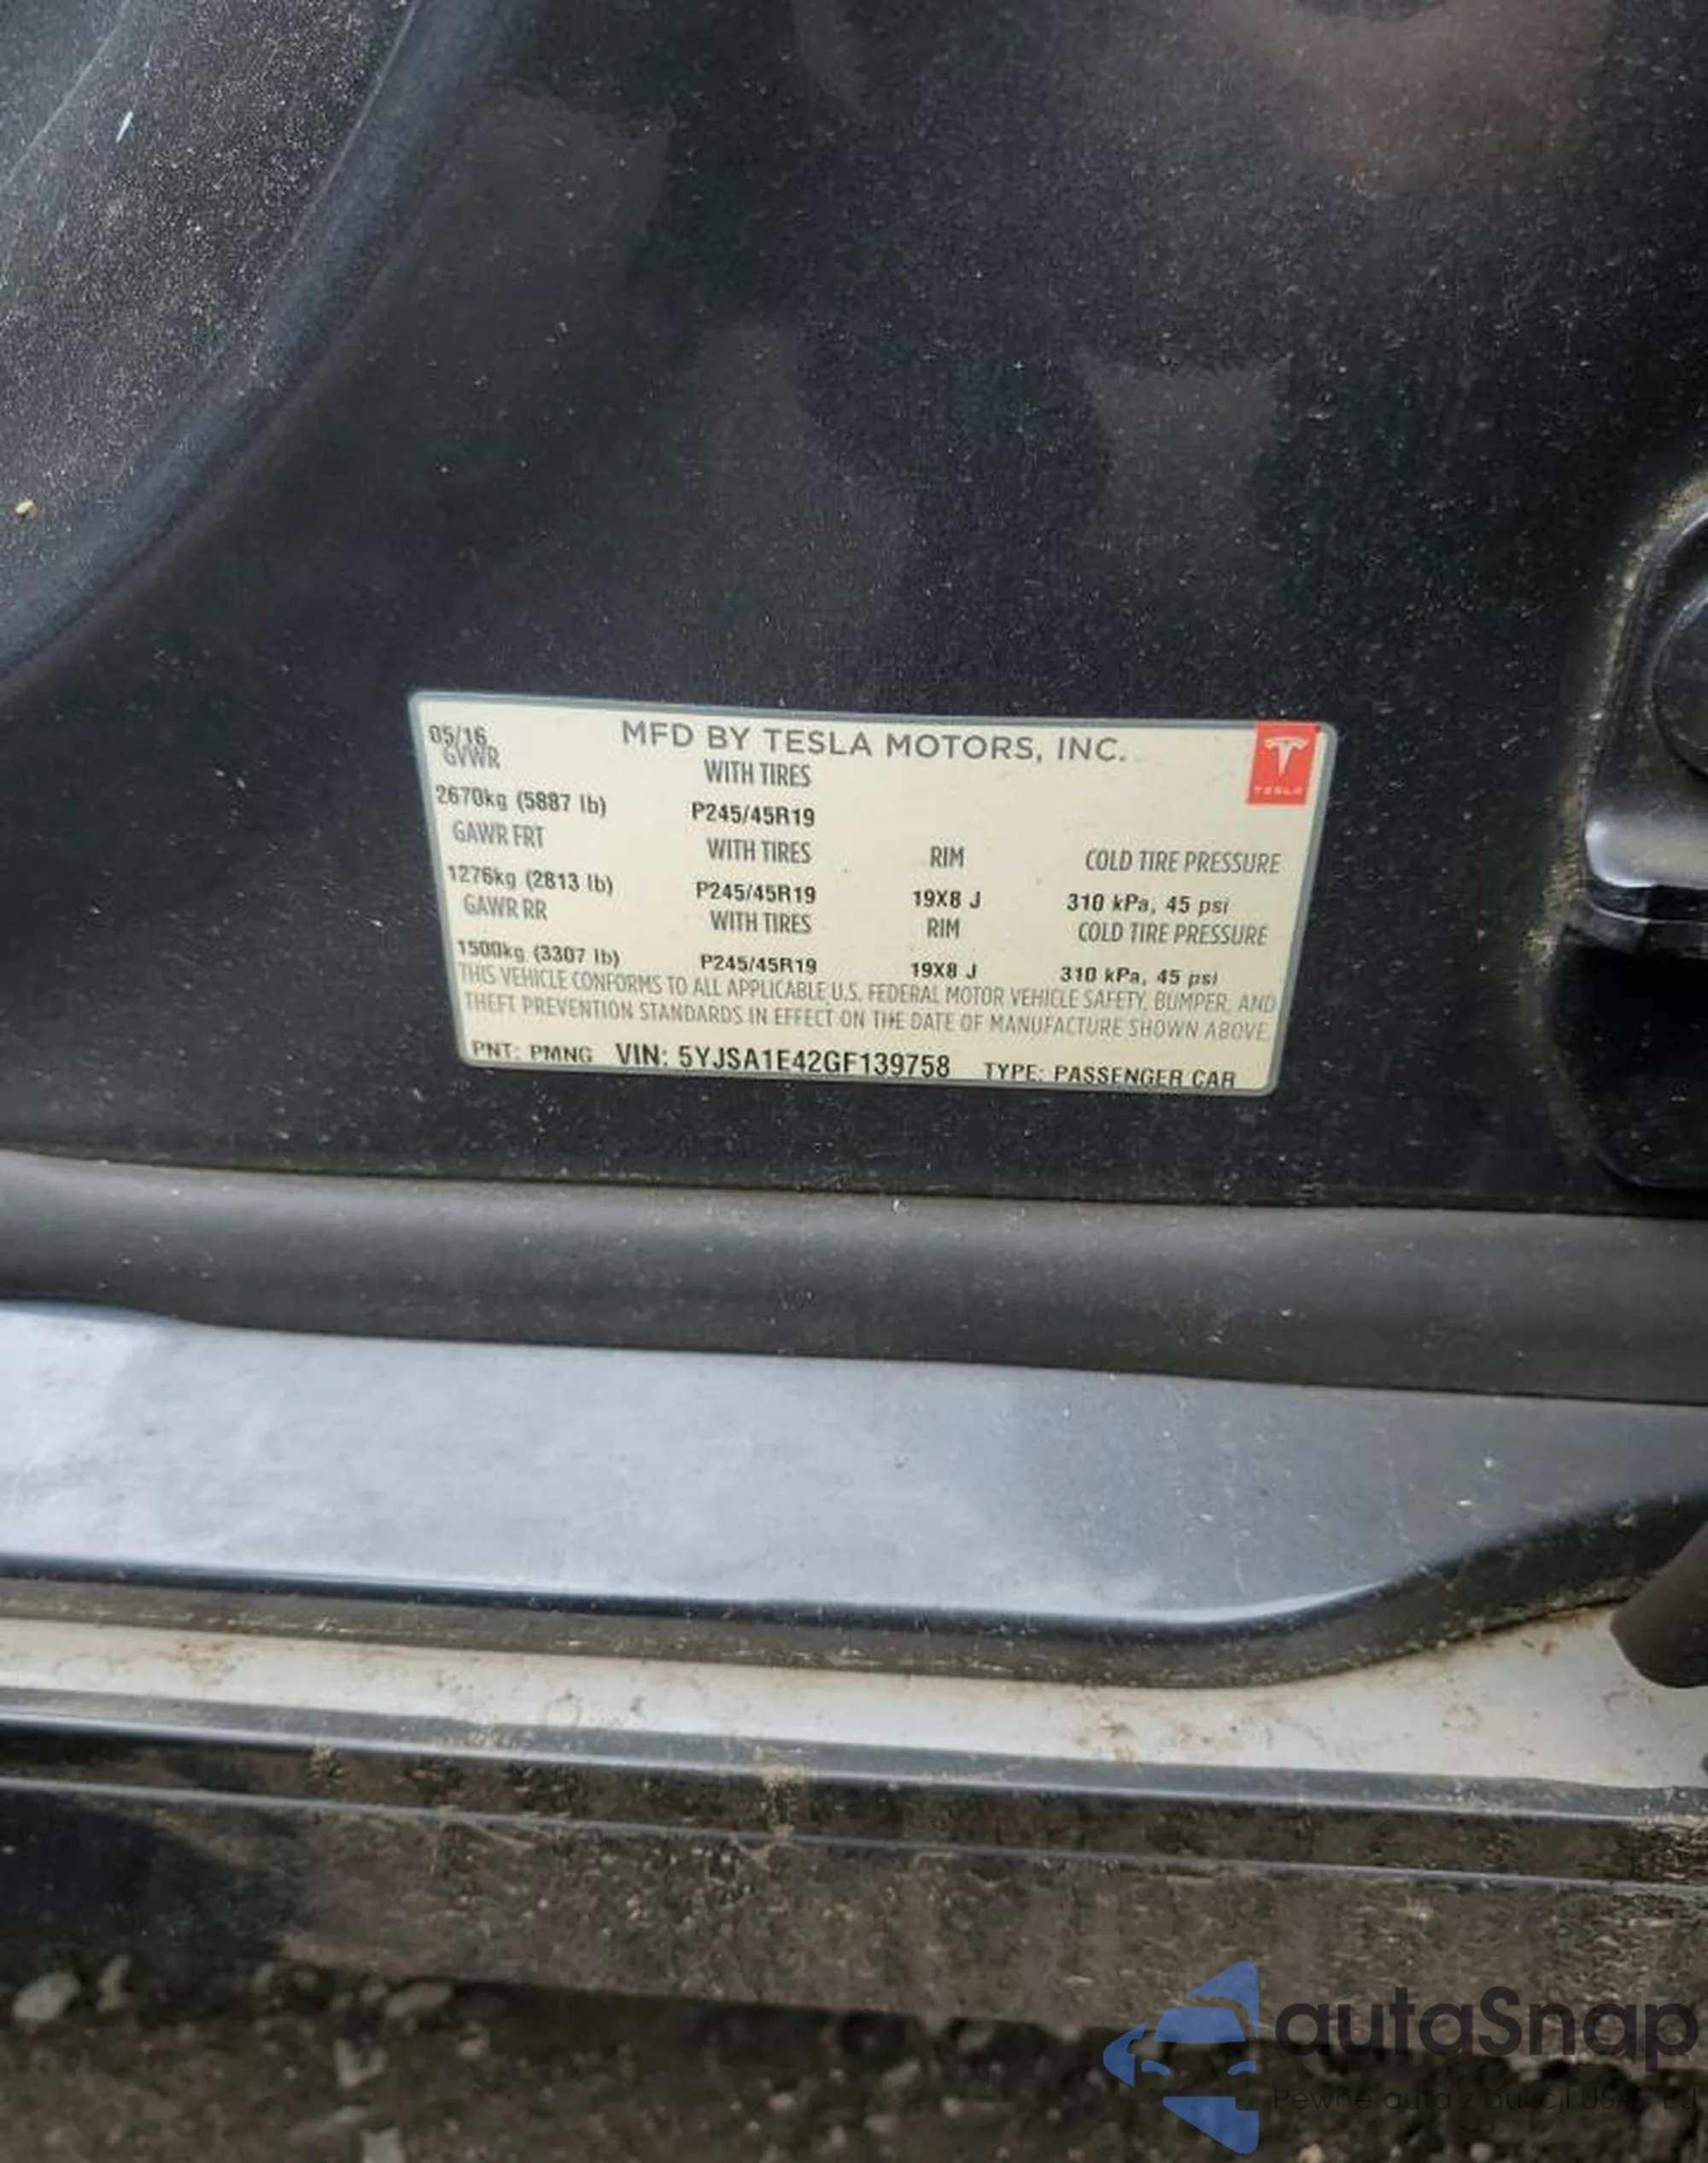 05/16 MFD BY TESLA MOTORS, INC.
GVWR WITH TIRES
TESLA
2670kg (5887 lb) P245/45R19
GAWR FRT WITH TIRES RIM COLD TIRE PRESSURE
1276kg (2813 lb) P245/45R19 19X8 J 310 kPa, 45 psi
GAWR RR WITH TIRES RIM COLD TIRE PRESSURE
1500kg (3307 lb) P245/45R19 19X8 J 310 kPa, 45 psi
THIS VEHICLE CONFORMS TO ALL APPLICABLE U.S. FEDERAL MOTOR VEHICLE SAFETY, BUMPER, AND
THEFT PREVENTION STANDARDS IN EFFECT ON THE DATE OF MANUFACTURE SHOWN ABOVE.
PNT: PMNG VIN: 5YJSA1E42GF139758 TYPE: PASSENGER CAR
autaSnap
Pewne auta z aukcji